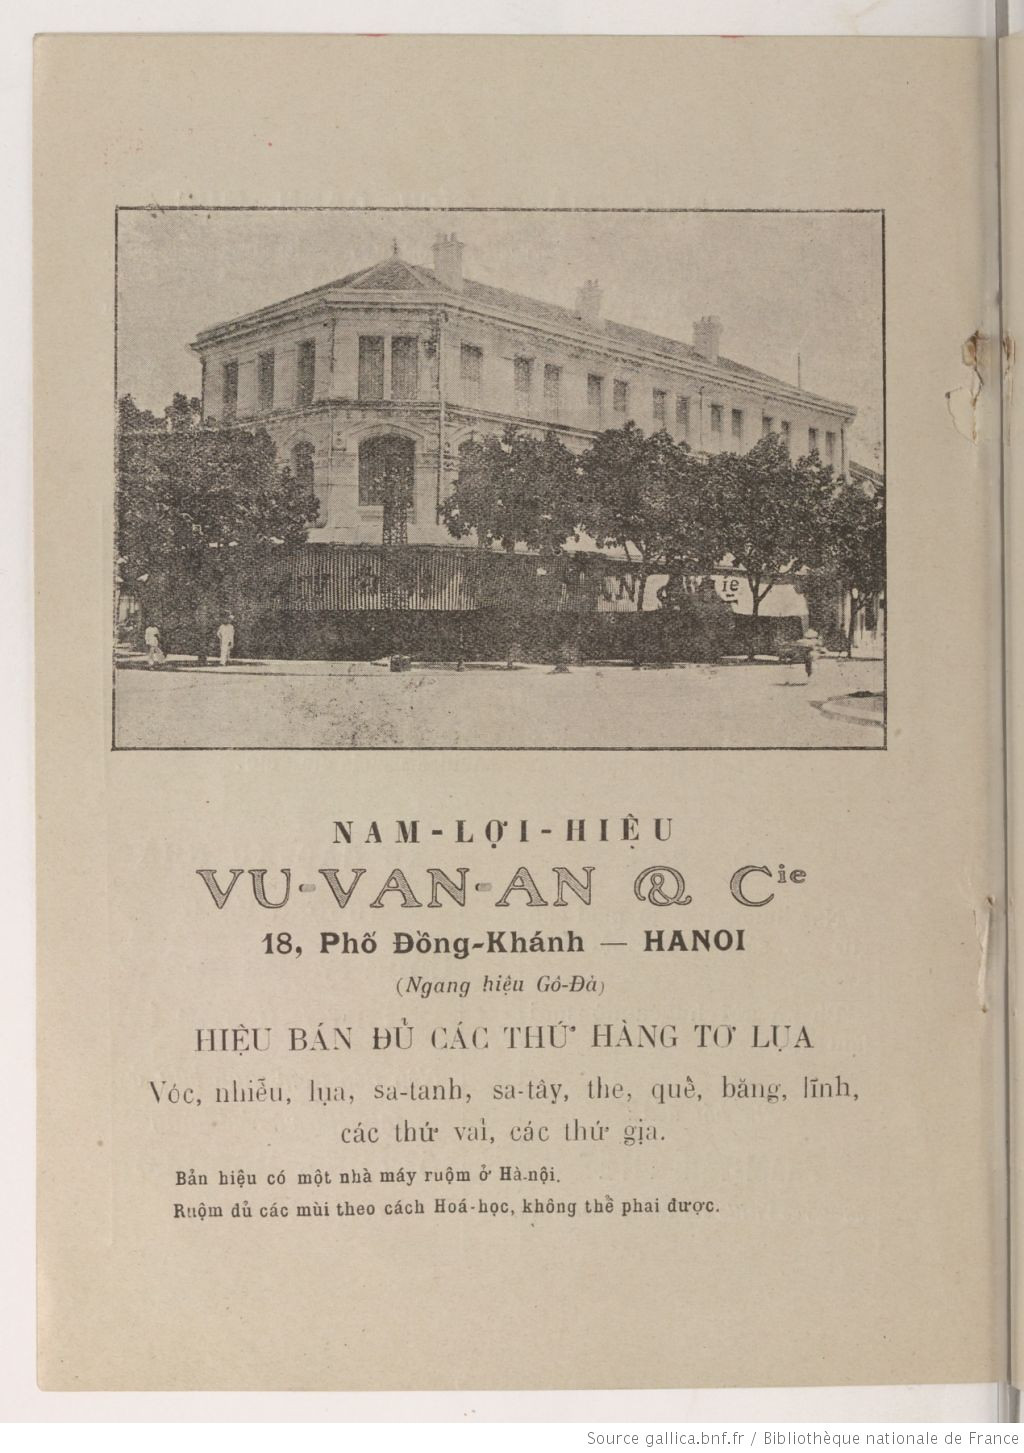 AN & Cie
NAM-LỢI-HIỆU
VU-VAN-AN & Cie
18, Phố Đồng-Khánh — HANOI
(Ngang hiệu Gô-Đà)
HIỆU BÁN ĐỦ CÁC THỨ HÀNG TƠ LỤA
Vóc, nhiễu, lụa, sa-tanh, sa-tây, the, quế, băng, lĩnh,
các thứ vải, các thứ gịa.
Bản hiệu có một nhà máy ruộm ở Hà-nội.
Ruộm đủ các mùi theo cách Hoá-học, không thể phai được.
Source gallica.bnf.fr / Bibliothèque nationale de France